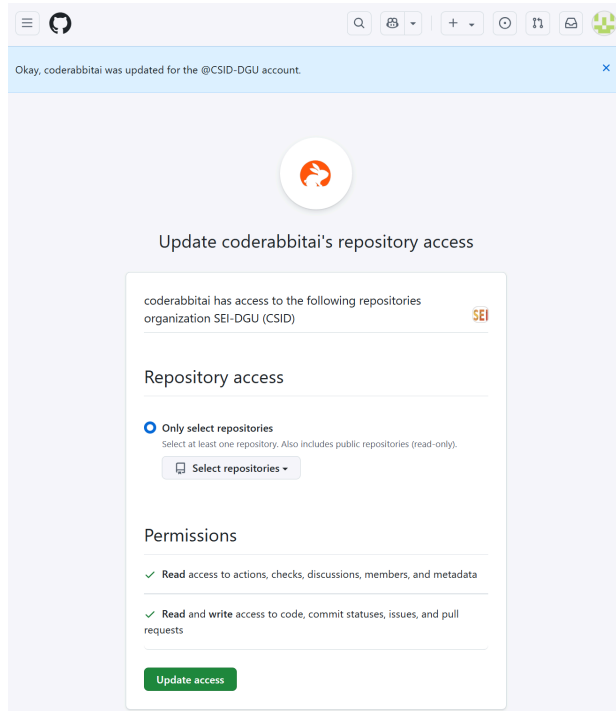 Okay, coderabbitai was updated for the @CSID-DGU account.
Update coderabbitai's repository access
coderabbitai has access to the following repositories
organization SEI-DGU (CSID)
SEI
Repository access
Only select repositories
Select at least one repository. Also includes public repositories (read-only).
Select repositories
Permissions
Read access to actions, checks, discussions, members, and metadata
Read and write access to code, commit statuses, issues, and pull
requests
Update access